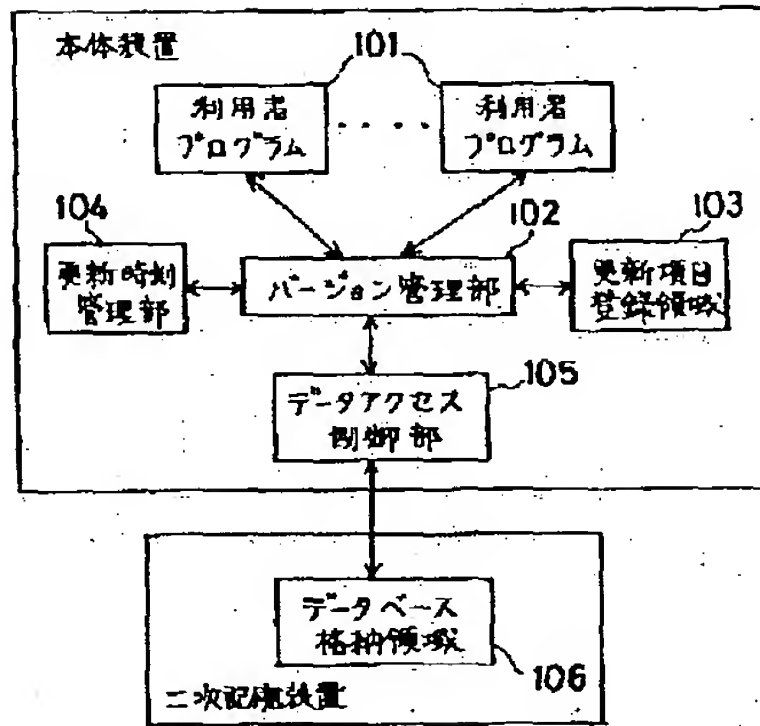 本体装置
101
利用者
プログラム
利用者
プログラム
104
102
103
更新時刻
管理部
バージョン管理部
更新項目
登録領域
105
データアクセス
制御部
データベース
格納領域
106
二次記憶装置